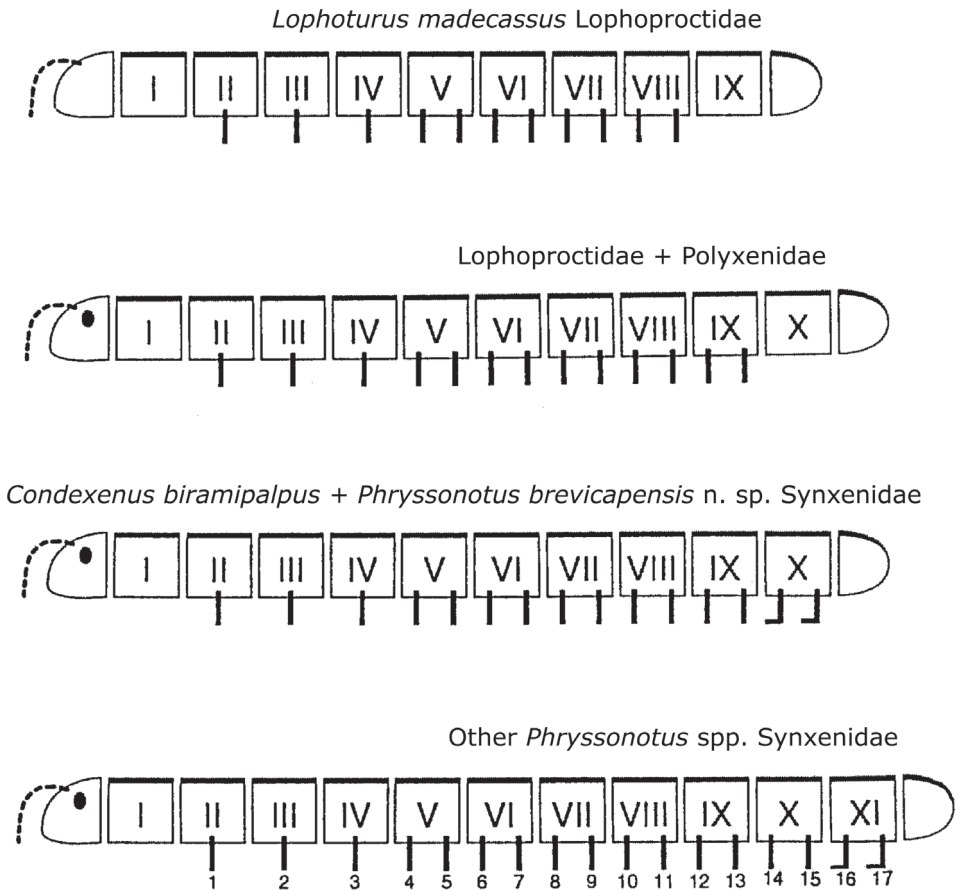 Lophoturus madecassus Lophoproctidae
I II III IV V VI VII VIII IX
Lophoproctidae + Polyxenidae
I II III IV V VI VII VIII IX X
Condexenus biramipalpus + Phryssonotus brevicapensis n. sp. Synxenidae
I II III IV V VI VII VIII IX X
Other Phryssonotus spp. Synxenidae
I II III IV V VI VII VIII IX X XI
1 2 3 4 5 6 7 8 9 10 11 12 13 14 15 16 17